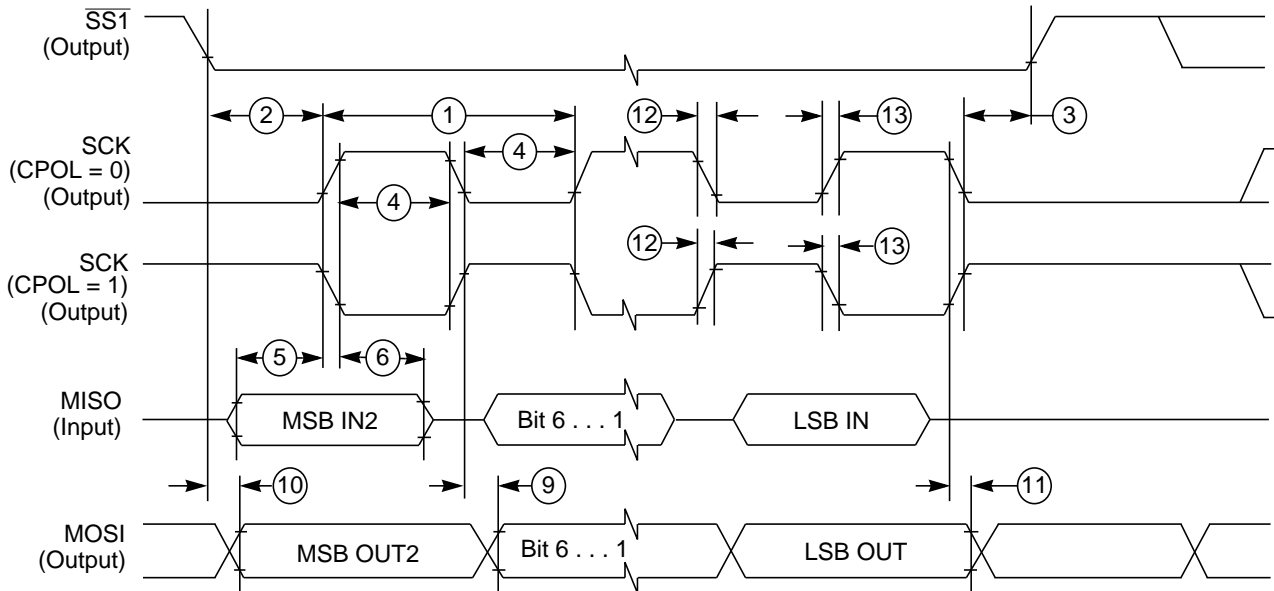 SS1
(Output)
2
1
12
13
3
SCK
(CPOL = 0)
(Output)
4
4
12
13
SCK
(CPOL = 1)
(Output)
5
6
MISO
(Input)
MSB IN2
Bit 6 . . . 1
LSB IN
10
9
11
MOSI
(Output)
MSB OUT2
Bit 6 . . . 1
LSB OUT